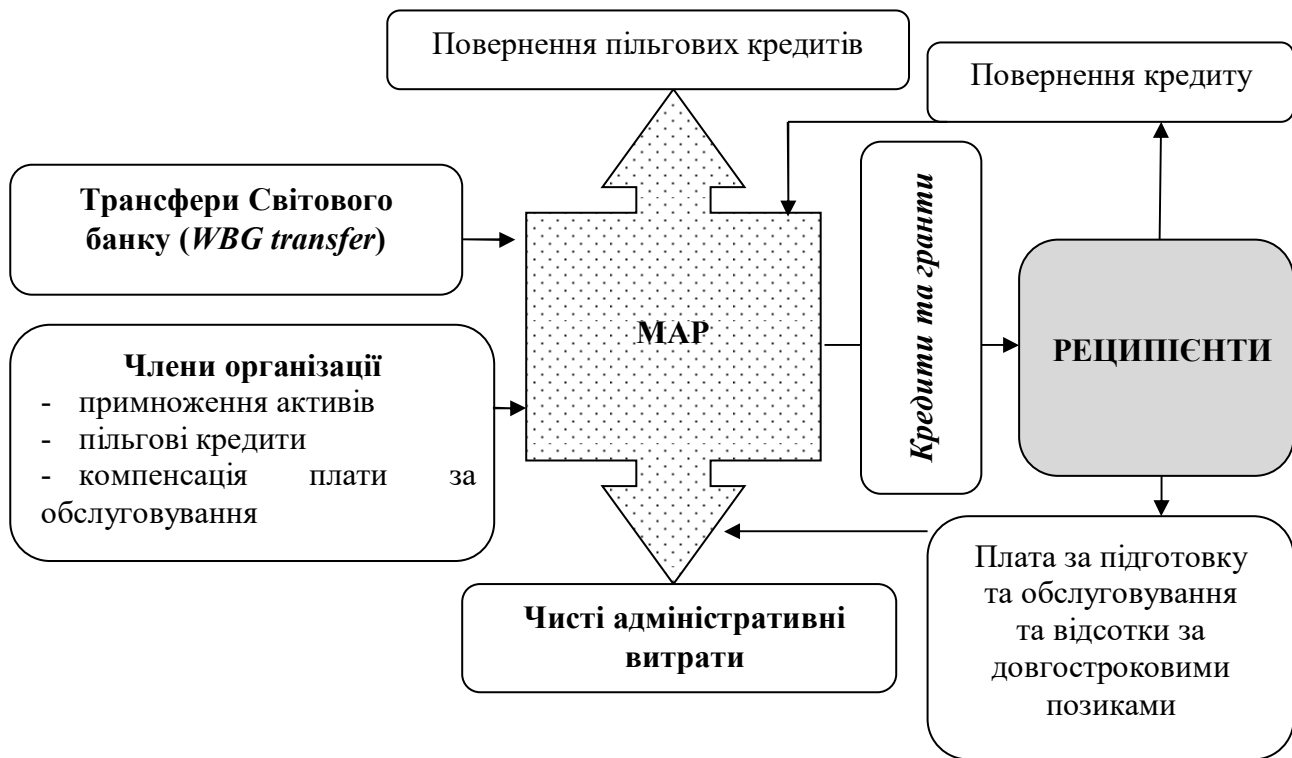 Повернення пільгових кредитів
Повернення кредиту
Трансфери Світового
банку (WBG transfer)
Члени організації
- примноження активів
- пільгові кредити
- компенсація плати за
обслуговування
МАР
Кредити та гранти
РЕЦИПІЄНТИ
Чисті адміністративні
витрати
Плата за підготовку
та обслуговування
та відсотки за
довгостроковими
позиками